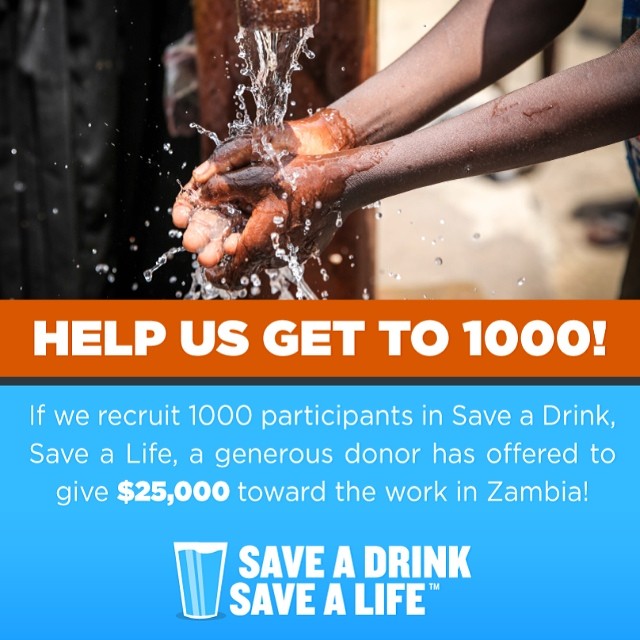 HELP US GET TO 1000!
If we recruit 1000 participants in Save a Drink,
Save a Life, a generous donor has offered to
give $25,000 toward the work in Zambia!
SAVE A DRINK
SAVE A LIFE™